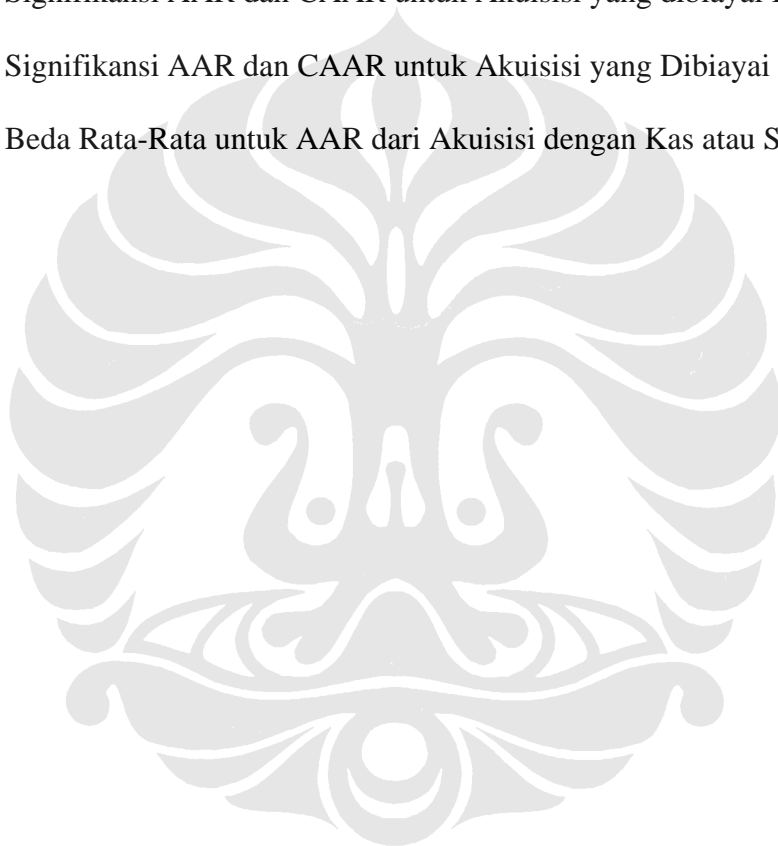 Signifikansi AAR dan CAAR untuk Akuisisi yang dibiayai
Signifikansi AAR dan CAAR untuk Akuisisi yang Dibiayai
Beda Rata-Rata untuk AAR dari Akuisisi dengan Kas atau